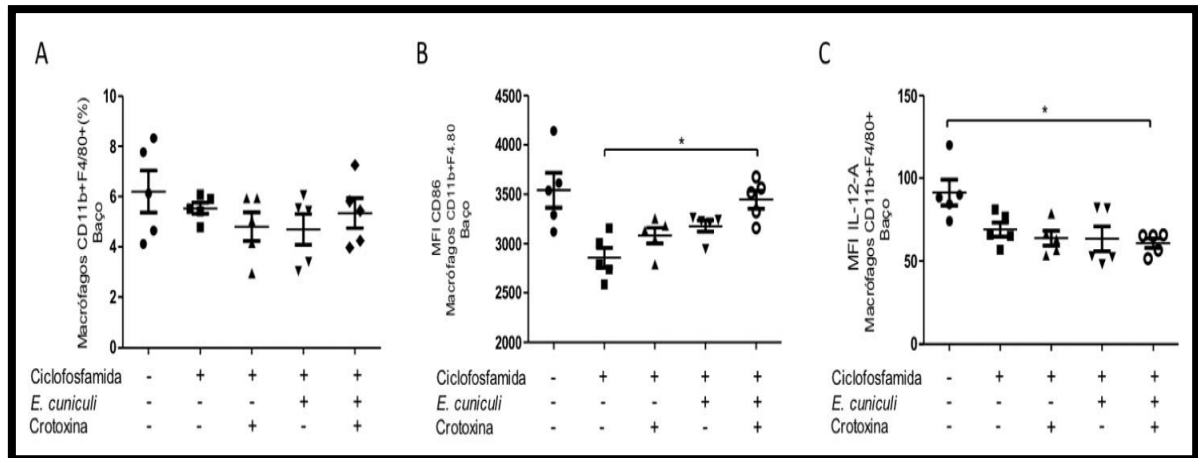 A
Macrófagos CD11b+F4/80+(%)
Baço
10
8
6
4
2
0
Ciclofosfamida - + + + +
E. cuniculi - - - + +
Crotoxina - - + - +
B
MFI CD86
Macrófagos CD11b+F4.80
Baço
4500
4000
3500
3000
2500
2000
*
Ciclofosfamida - + + + +
E. cuniculi - - - + +
Crotoxina - - + - +
C
MFI IL-12-A
Macrófagos CD11b+F4/80+
Baço
150
100
50
0
*
Ciclofosfamida - + + + +
E. cuniculi - - - + +
Crotoxina - - + - +